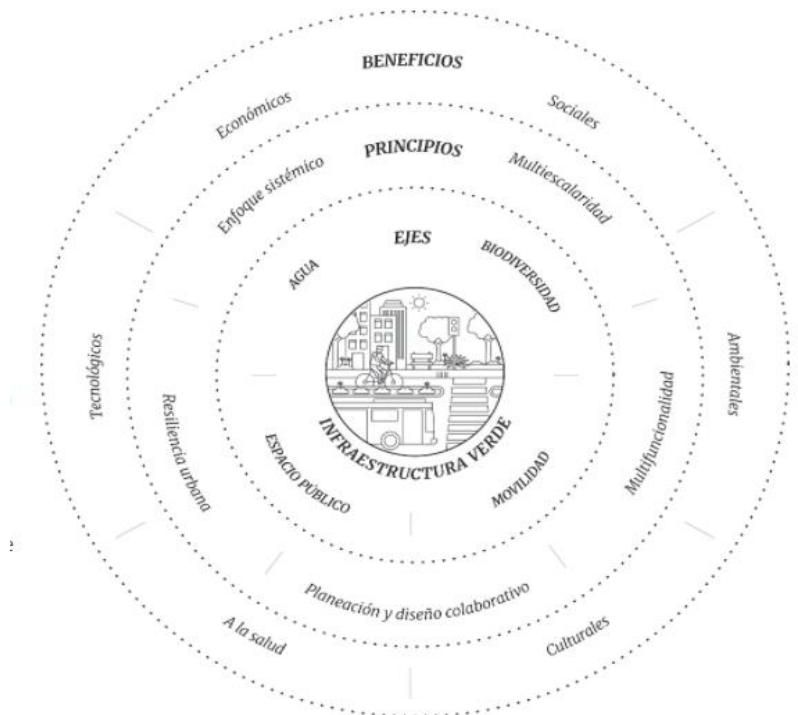 BENEFICIOS
Económicos
Sociales
Ambientales
Culturales
A la salud
Tecnológicos
PRINCIPIOS
Enfoque sistémico
Multiescalaridad
Multifuncionalidad
Planeación y diseño colaborativo
Resiliencia urbana
EJES
AGUA
BIODIVERSIDAD
MOVILIDAD
ESPACIO PÚBLICO
INFRAESTRUCTURA VERDE
e